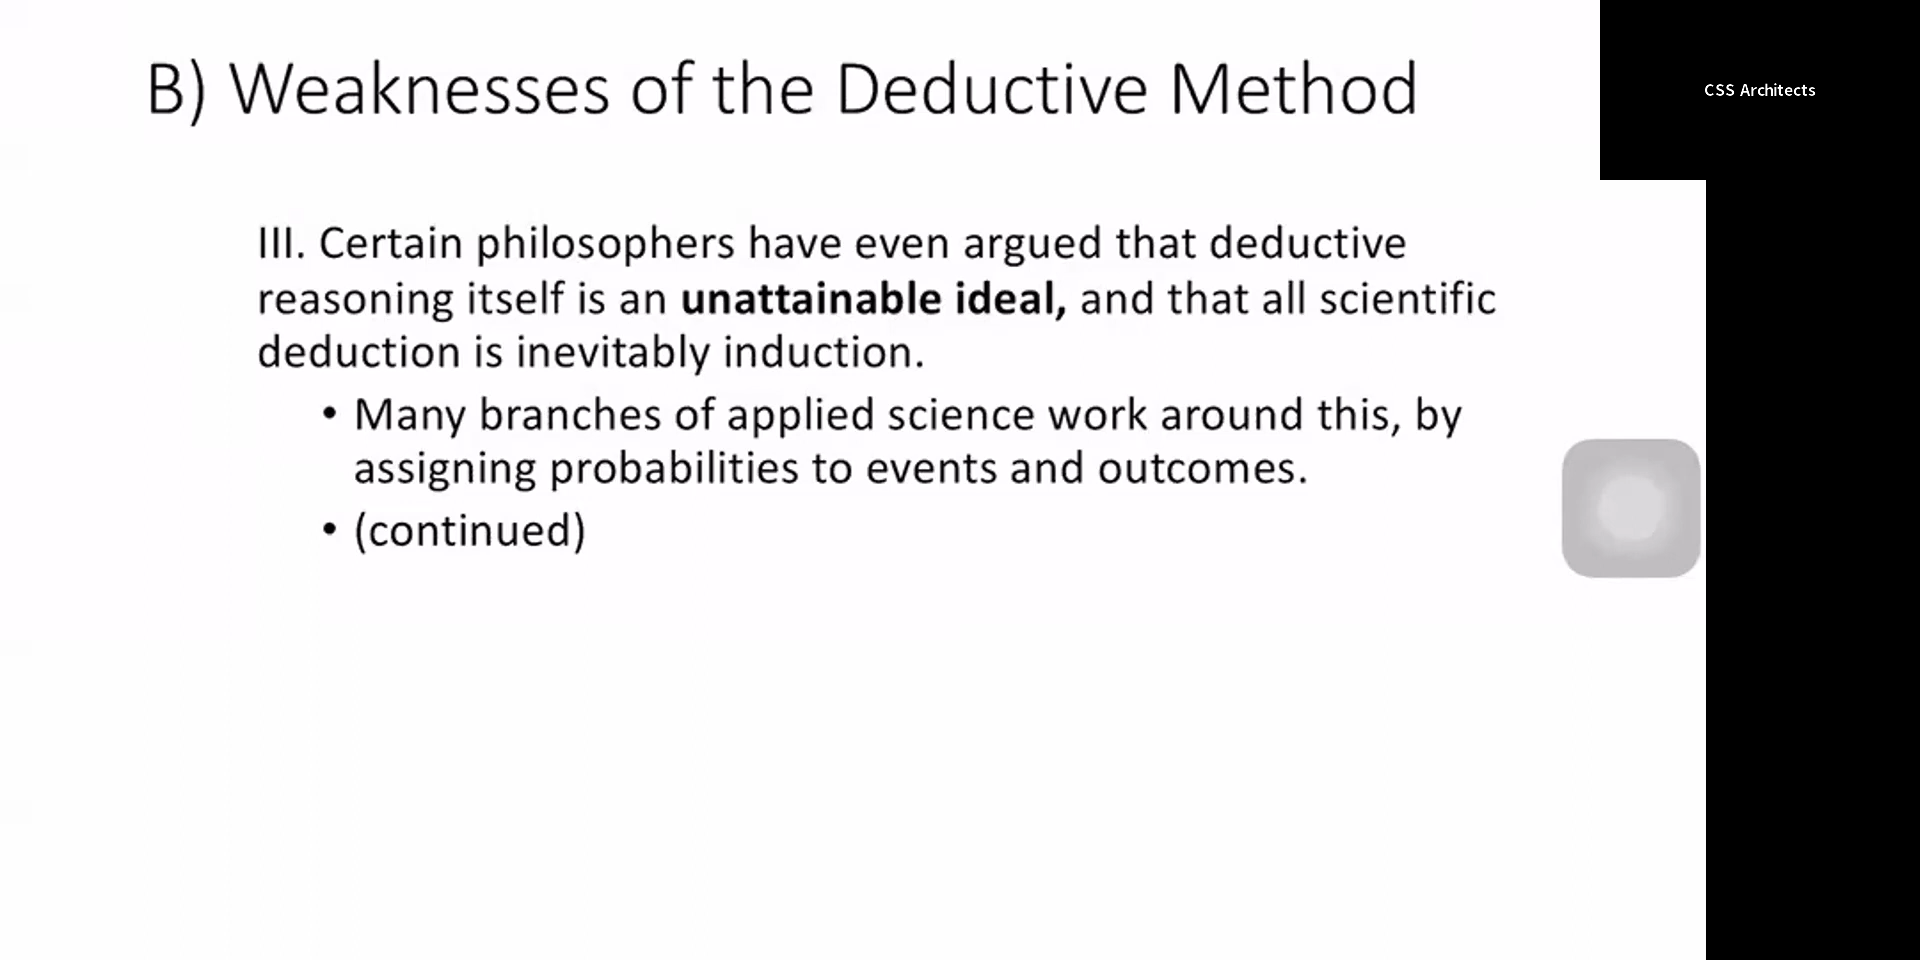 B) Weaknesses of the Deductive Method
CSS Architects
III. Certain philosophers have even argued that deductive
reasoning itself is an unattainable ideal, and that all scientific
deduction is inevitably induction.
• Many branches of applied science work around this, by
assigning probabilities to events and outcomes.
• (continued)